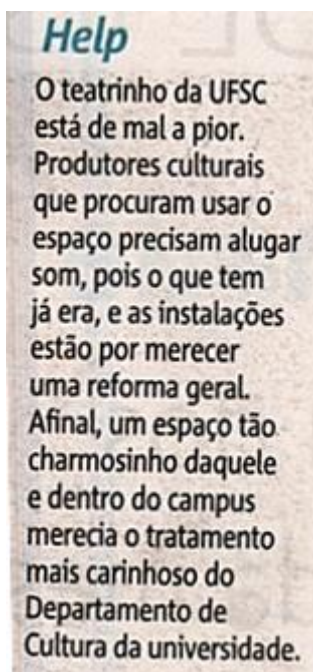 Help
O teatrinho da UFSC
está de mal a pior.
Produtores culturais
que procuram usar o
espaço precisam alugar
som, pois o que tem
já era, e as instalações
estão por merecer
uma reforma geral.
Afinal, um espaço tão
charmosinho daquele
e dentro do campus
merecia o tratamento
mais carinhoso do
Departamento de
Cultura da universidade.